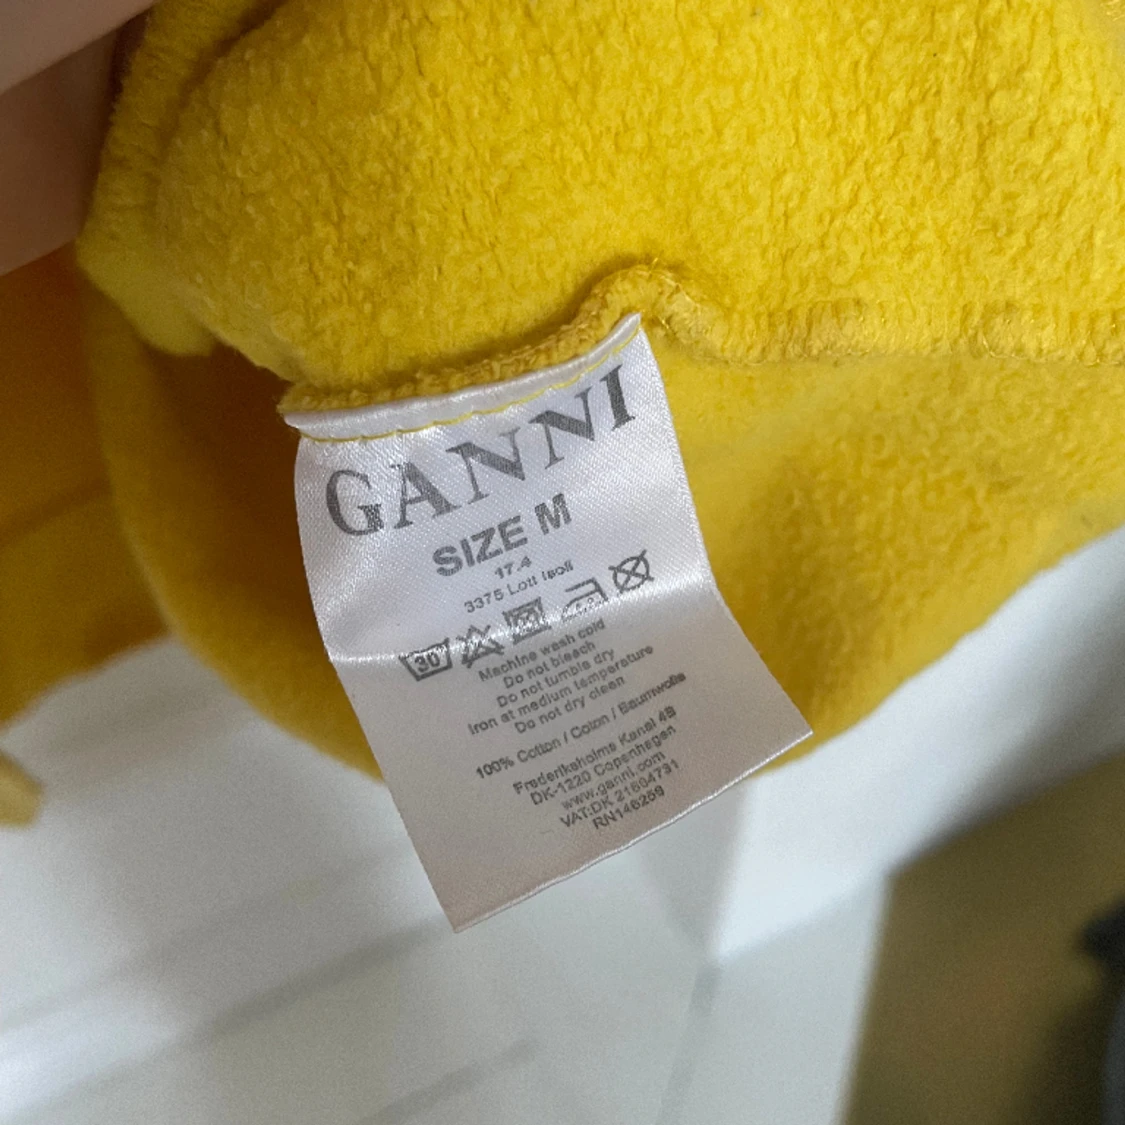 GANNI
SIZE M
17.4
3375 Lott Isoli
30
Machine wash cold
Do not bleach
Do not tumble dry
Iron at medium temperature
Do not dry clean
100% Cotton / Coton / Baumwolle
Frederiksholms Kanal 4B
DK-1220 Copenhagen
www.ganni.com
VAT:DK 21604731
RN146259